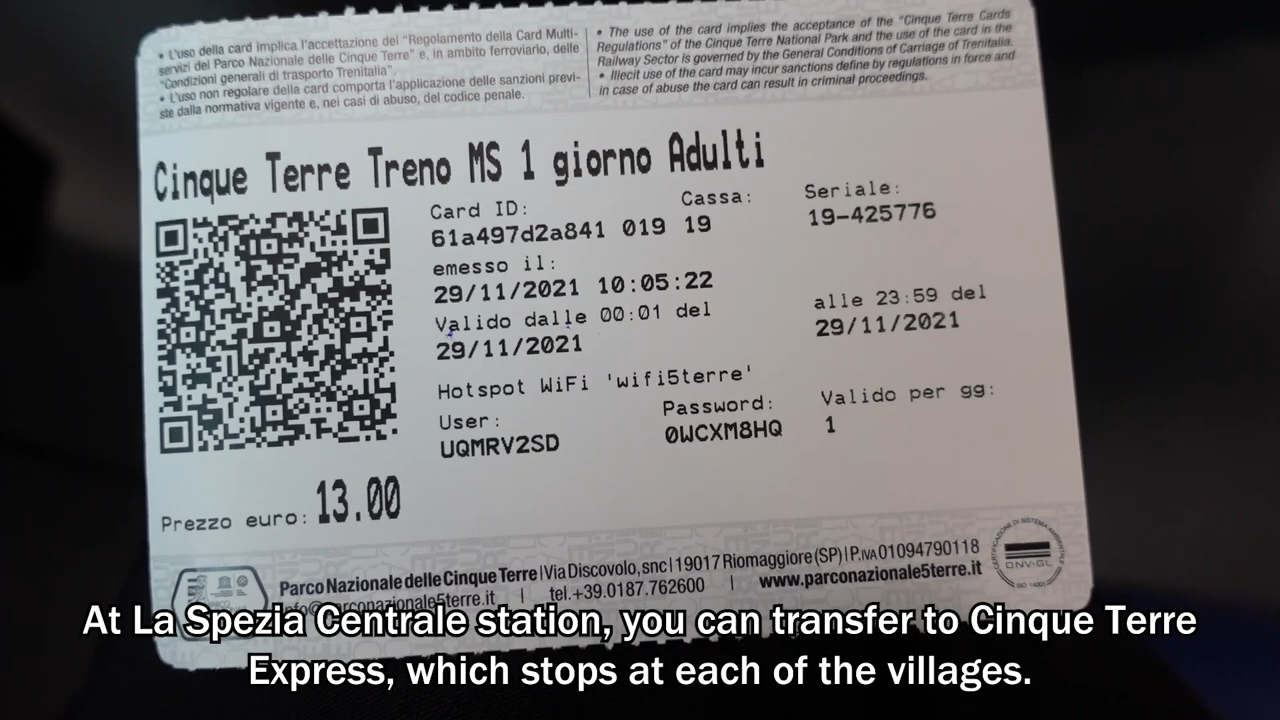 • L'uso della card implica l'accettazione del "Regolamento della Card Multi-
servizi del Parco Nazionale delle Cinque Terre" e, in ambito ferroviario, delle
"Condizioni generali di trasporto Trenitalia".
• L'uso non regolare della card comporta l'applicazione delle sanzioni previ-
ste dalla normativa vigente e, nei casi di abuso, del codice penale.
• The use of the card implies the acceptance of the "Cinque Terre Cards
Regulations" of the Cinque Terre National Park and the use of the card in the
Railway Sector is governed by the General Conditions of Carriage of Trenitalia.
• Illecit use of the card may incur sanctions define by regulations in force and
in case of abuse the card can result in criminal proceedings.
Cinque Terre Treno MS 1 giorno Adulti
Card ID: Cassa: Seriale:
61a497d2a841 019 19 19-425776
emesso il:
29/11/2021 10:05:22
Valido dalle 00:01 del alle 23:59 del
29/11/2021 29/11/2021
Hotspot WiFi 'wifi5terre'
User: Password: Valido per gg:
UQMRV2SD 0WCXM8HQ 1
Prezzo euro: 13.00
Parco Nazionale delle Cinque Terre | Via Discovolo, snc | 19017 Riomaggiore (SP) | P.IVA 01094790118
info@parconazionale5terre.it | tel.+39.0187.762600 | www.parconazionale5terre.it
DNV·GL
ISO 14001
At La Spezia Centrale station, you can transfer to Cinque Terre
Express, which stops at each of the villages.